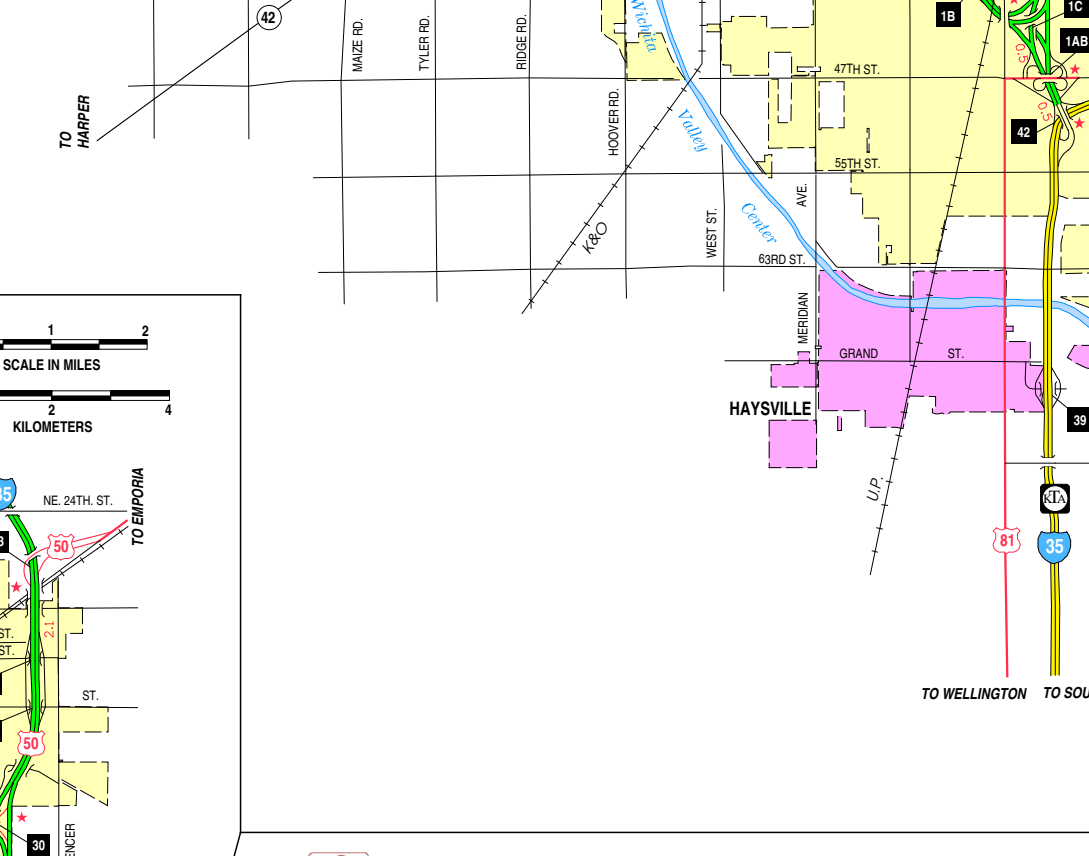 42
MAIZE RD.
TYLER RD.
RIDGE RD.
Wichita
1B
1C
1AB
0.5
47TH ST.
TO
HARPER
HOOVER RD.
Valley
0.5
42
55TH ST.
AVE.
Center
WEST ST.
K&O
63RD ST.
MERIDIAN
1 2
SCALE IN MILES
GRAND ST.
2 4
KILOMETERS
HAYSVILLE
39
U.P.
KTA
81
35
35
NE. 24TH. ST.
TO EMPORIA
50
2.1
ST.
ST.
ST.
TO WELLINGTON
TO SOU
50
30
ENCER